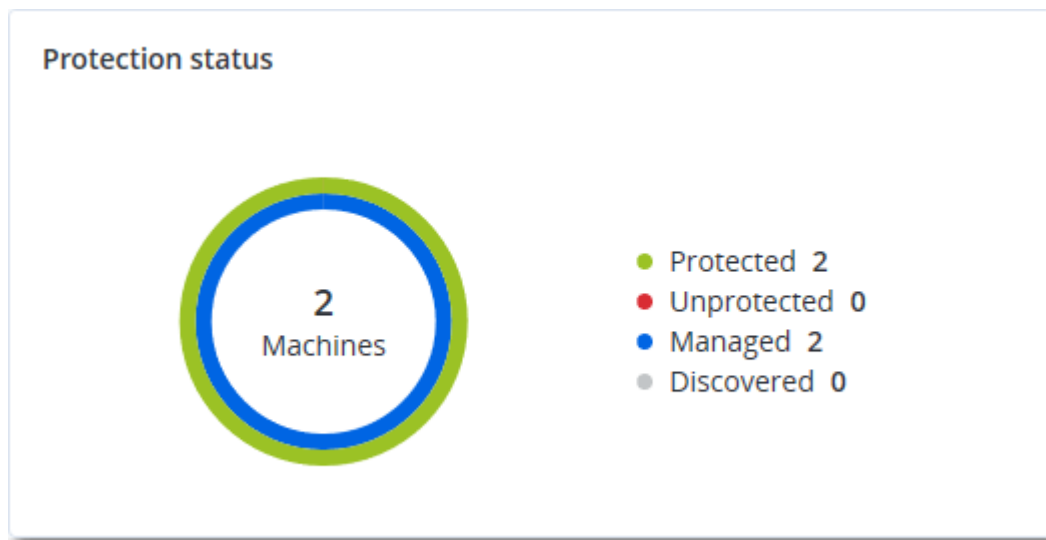 Protection status
2
Machines
Protected 2
Unprotected 0
Managed 2
Discovered 0